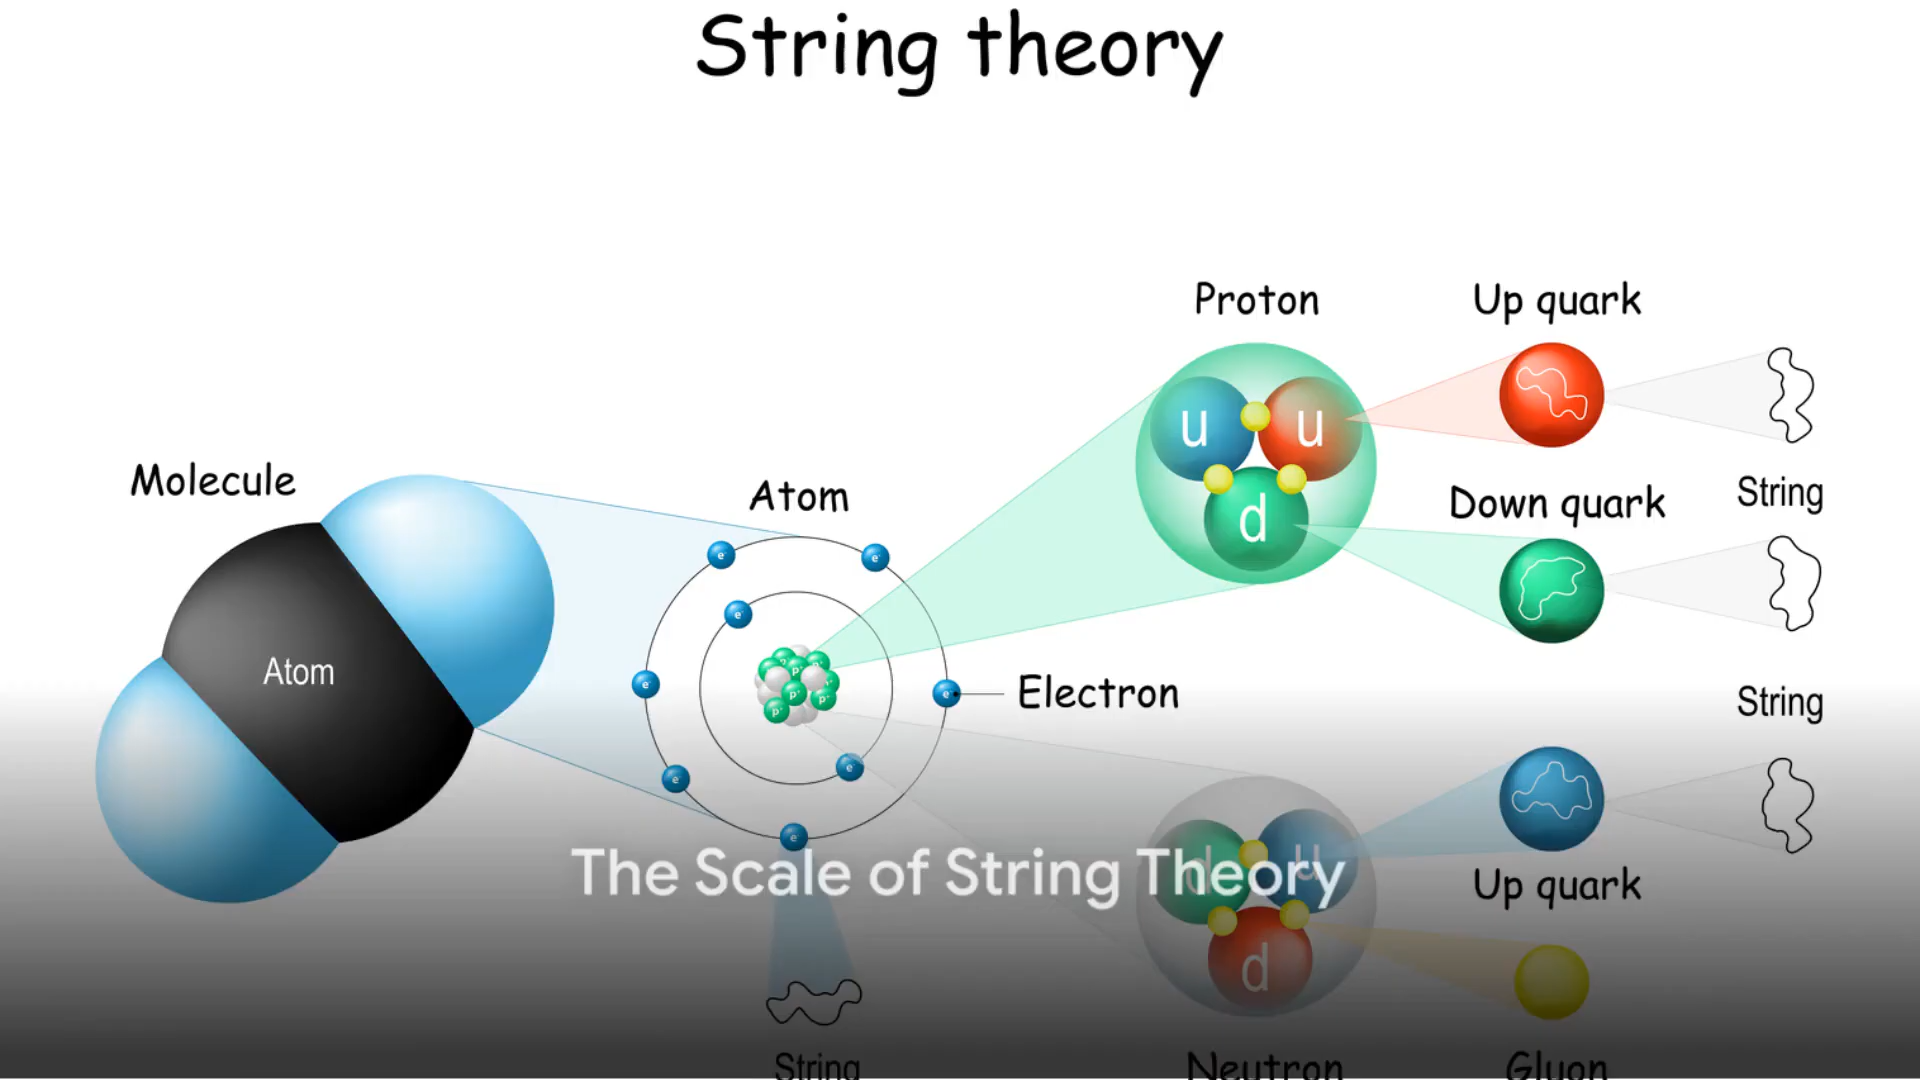 String theory
Proton
Up quark
u
u
d
Molecule
Atom
String
Down quark
Atom
Electron
String
e⁻
e⁻
e⁻
e⁻
e⁻
e⁻
e⁻
e⁻
p⁺
p⁺
p⁺
p⁺
p⁺
The Scale of String Theory
d
u
d
Up quark
String
Neutron
Gluon